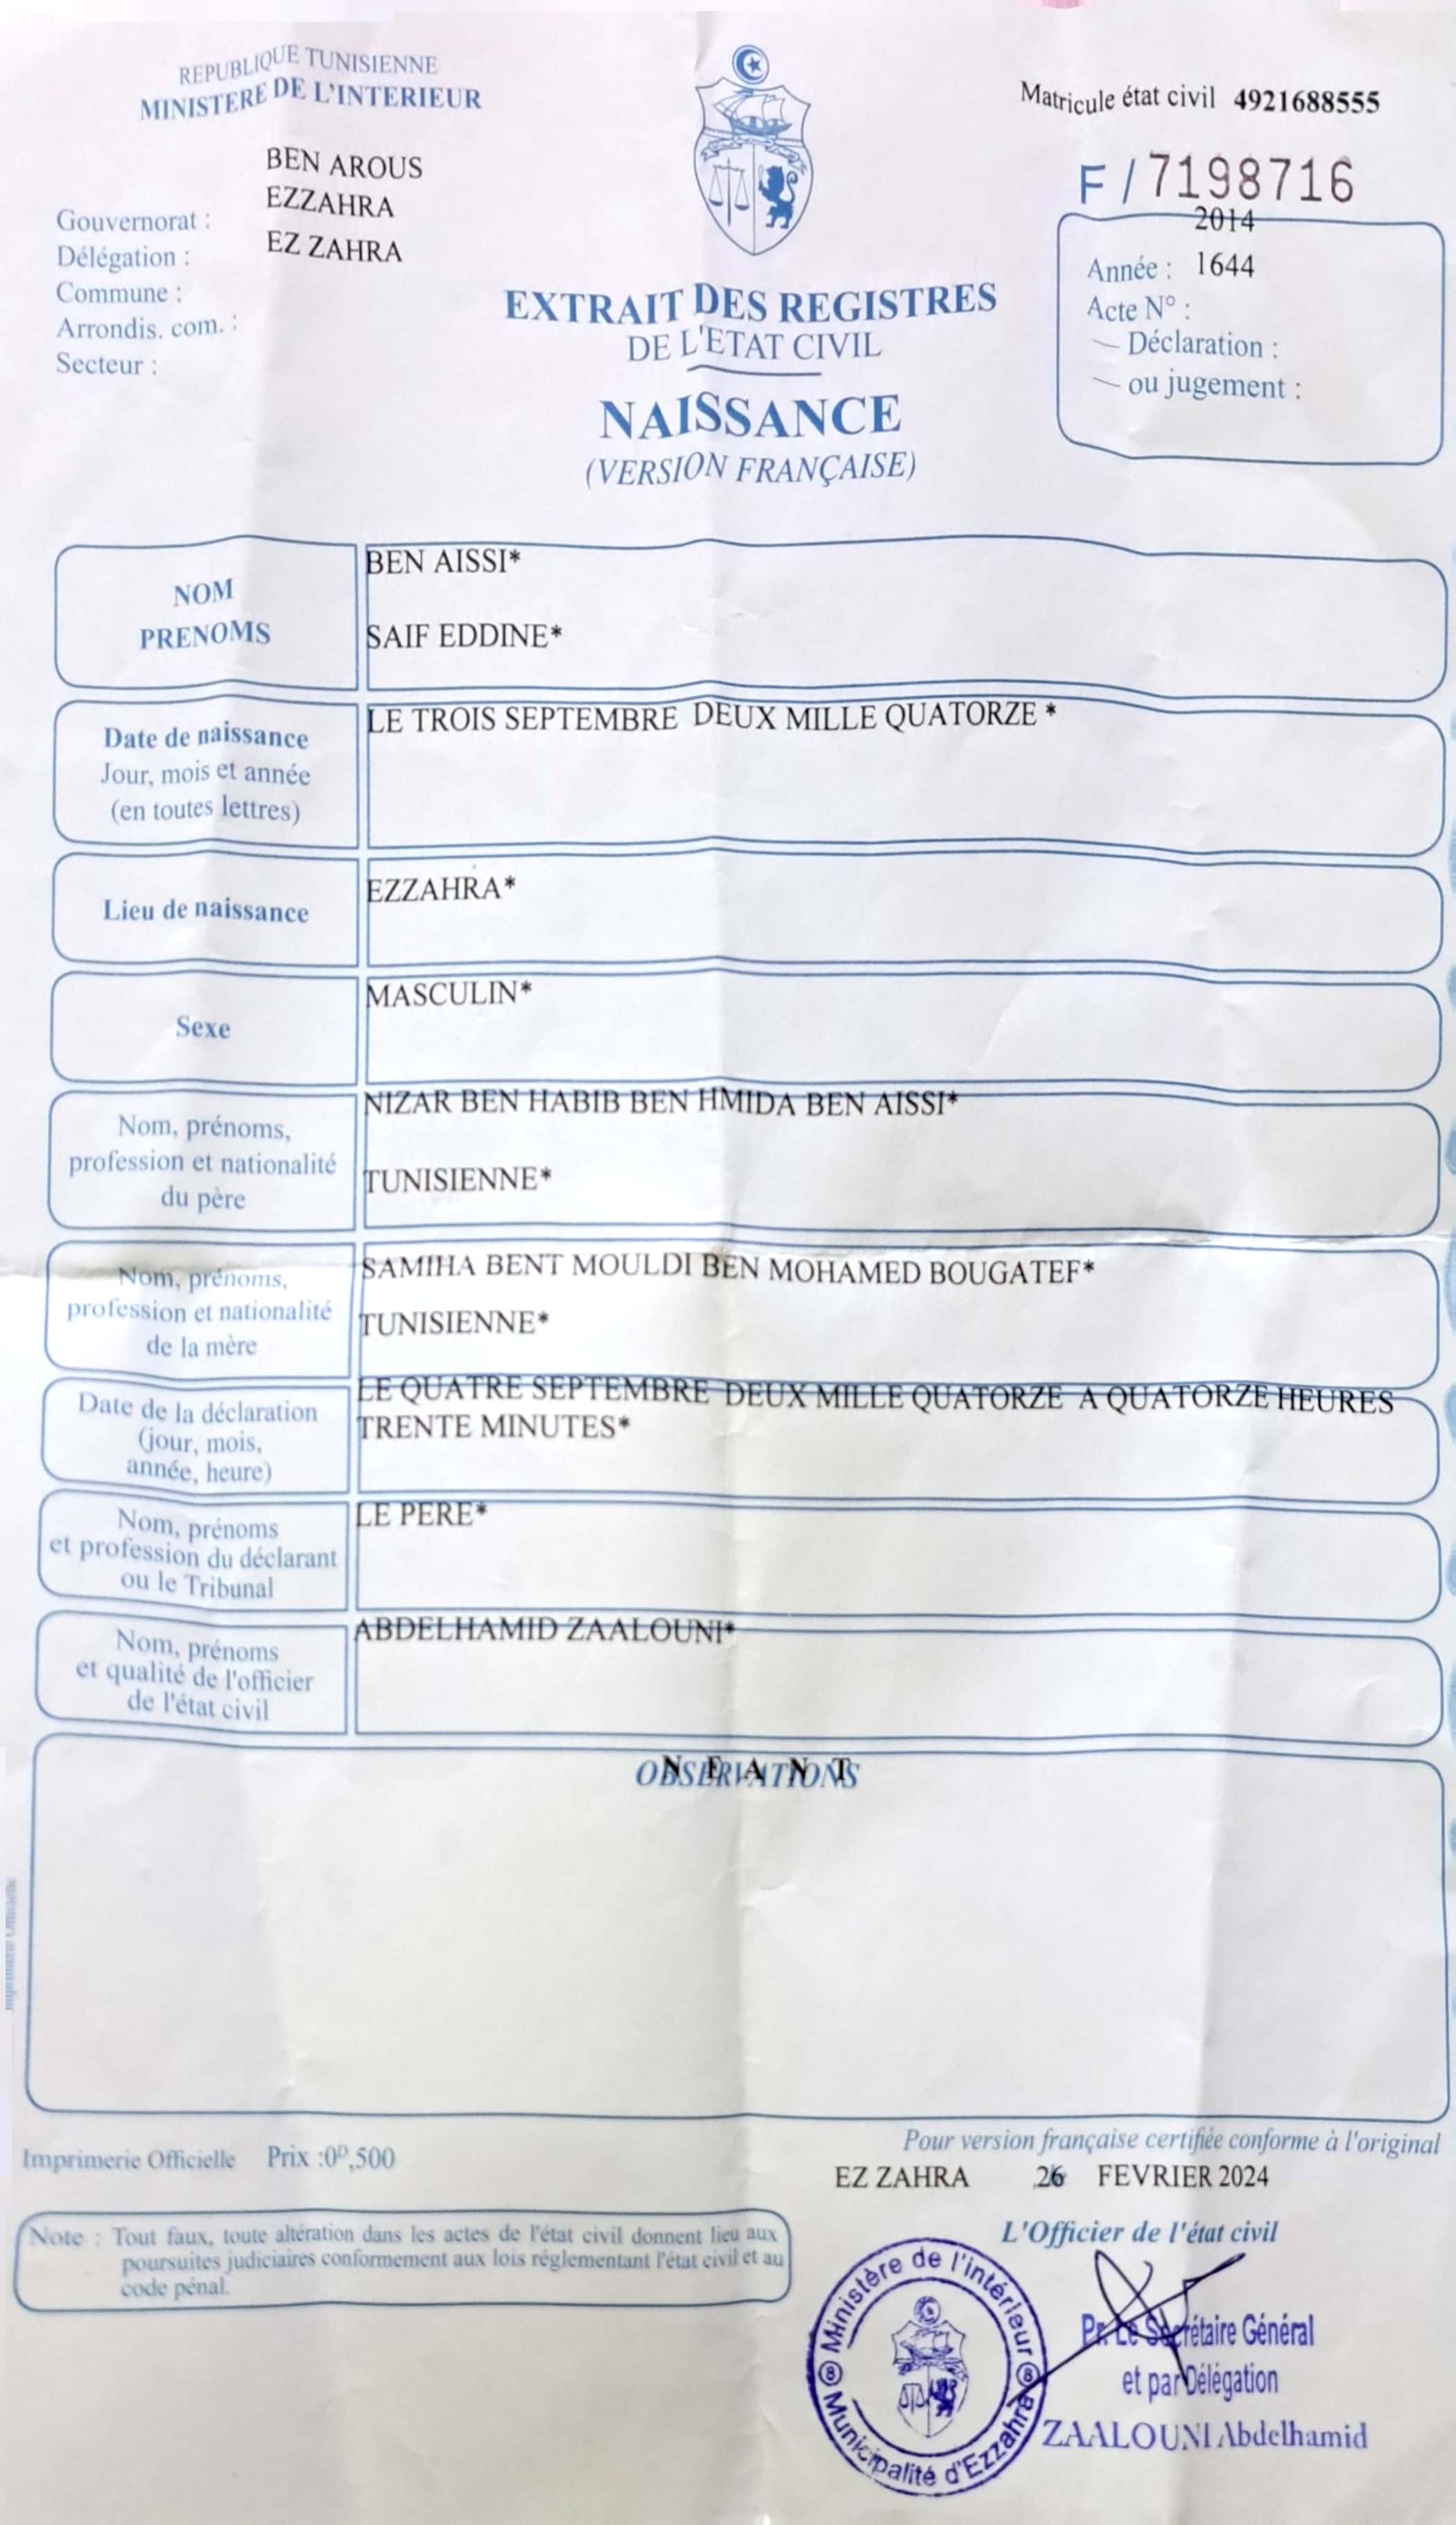 REPUBLIQUE TUNISIENNE
MINISTERE DE L'INTERIEUR
BEN AROUS
EZZAHRA
EZ ZAHRA
Gouvernorat :
Délégation :
Commune :
Arrondis. com. :
Secteur :
Matricule état civil 4921688555
F / 7198716
2014
Année : 1644
Acte N° :
— Déclaration :
— ou jugement :
EXTRAIT DES REGISTRES
DE L'ETAT CIVIL
NAISSANCE
(VERSION FRANÇAISE)
NOM
PRENOMS
BEN AISSI*
SAIF EDDINE*
Date de naissance
Jour, mois et année
(en toutes lettres)
LE TROIS SEPTEMBRE DEUX MILLE QUATORZE *
Lieu de naissance
EZZAHRA*
Sexe
MASCULIN*
Nom, prénoms,
profession et nationalité
du père
NIZAR BEN HABIB BEN HMIDA BEN AISSI*
TUNISIENNE*
Nom, prénoms,
profession et nationalité
de la mère
SAMIHA BENT MOULDI BEN MOHAMED BOUGATEF*
TUNISIENNE*
Date de la déclaration
(jour, mois,
année, heure)
LE QUATRE SEPTEMBRE DEUX MILLE QUATORZE A QUATORZE HEURES
TRENTE MINUTES*
Nom, prénoms
et profession du déclarant
ou le Tribunal
LE PERE*
Nom, prénoms
et qualité de l'officier
de l'état civil
ABDELHAMID ZAALOUNI*
OBSERVATIONS
N E A N T
Imprimerie Officielle
Imprimerie Officielle Prix :0ᴰ,500
Pour version française certifiée conforme à l'original
EZ ZAHRA 26 FEVRIER 2024
L'Officier de l'état civil
Note : Tout faux, toute altération dans les actes de l'état civil donnent lieu aux
poursuites judiciaires conformement aux lois réglementant l'état civil et au
code pénal.
Ministère de l'intérieur
8 8
Municipalité d'Ezzahra
Pr. Le Secrétaire Général
et par Délégation
ZAALOUNI Abdelhamid